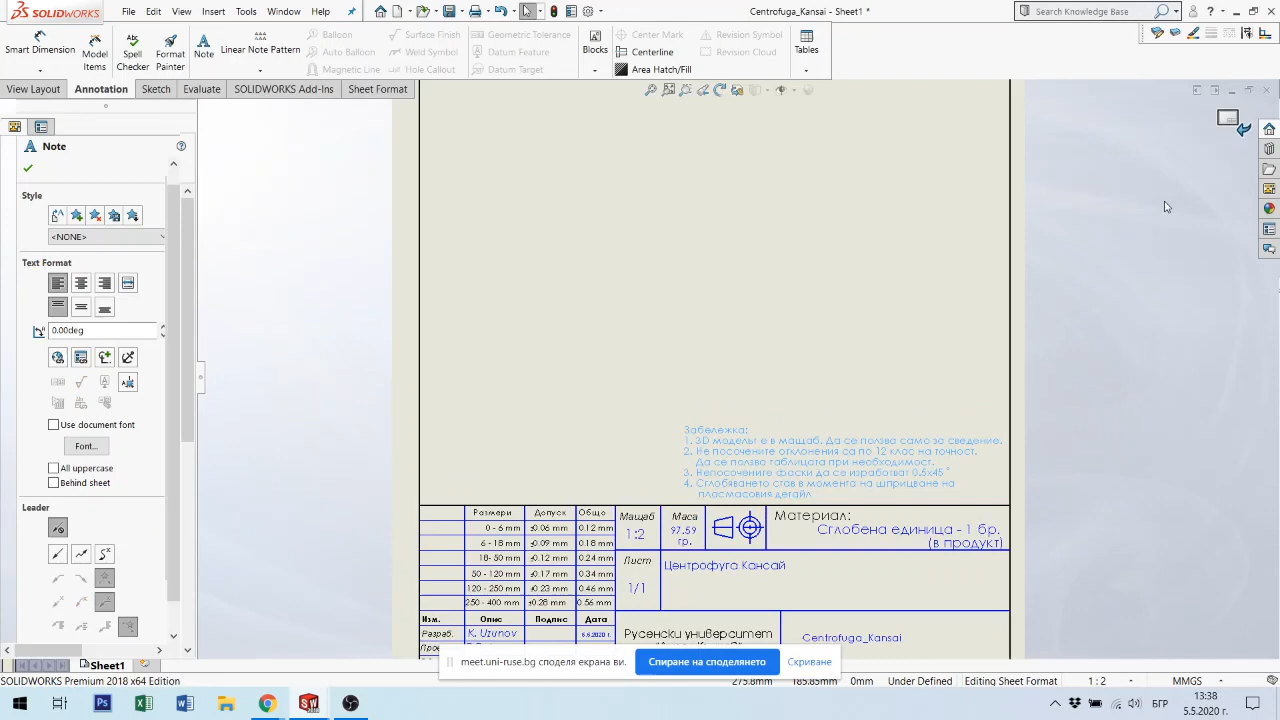 SOLIDWORKS File Edit View Insert Tools Window Help Centrofuga_Kansai - Sheet1 * Search Knowledge Base
Smart Dimension
Model Items
Spell Checker
Format Painter
Note
Linear Note Pattern
Balloon
Auto Balloon
Magnetic Line
Surface Finish
Weld Symbol
Hole Callout
Geometric Tolerance
Datum Feature
Datum Target
Blocks
Center Mark
Centerline
Area Hatch/Fill
Revision Symbol
Revision Cloud
Tables
View Layout Annotation Sketch Evaluate SOLIDWORKS Add-Ins Sheet Format
Note
Style
<NONE>
Text Format
0.00deg
Use document font
Font...
All uppercase
Behind sheet
Leader
Забележка:
1. 3D моделът е в мащаб. Да се ползва само за сведение.
2. Не посочените отклонения са по 12 клас на точност.
Да се ползва таблицата при необходимост.
3. Непосочените фаски да се изработват 0.5x45°
4. Сглобяването став в момента на шприцване на
пласмасовия детайл
Размери Допуск Общо
0 - 6 mm ±0.06 mm 0.12 mm
6 - 18 mm ±0.09 mm 0.18 mm
18- 50 mm ±0.12 mm 0.24 mm
50 - 120 mm ±0.17 mm 0.34 mm
120 - 250 mm ±0.23 mm 0.46 mm
250 - 400 mm ±0.28 mm 0.56 mm
Изм. Опис Подпис Дата
Разраб. K. Uzunov 6.6.2020 г.
Мащаб
1:2
Маса
97.59
гр.
Лист
1/1
Материал:
Сглобена единица - 1 бр.
(в продукт)
Центрофуга Кансай
Русенски университет
Centrofuga_Kansai
meet.uni-ruse.bg споделя екрана ви. Спиране на споделянето Скриване
Sheet1
SOLIDWORKS Premium 2018 x64 Edition 275.8mm 185.85mm 0mm Under Defined Editing Sheet Format 1 : 2 MMGS
БГР
13:38
5.5.2020 г.